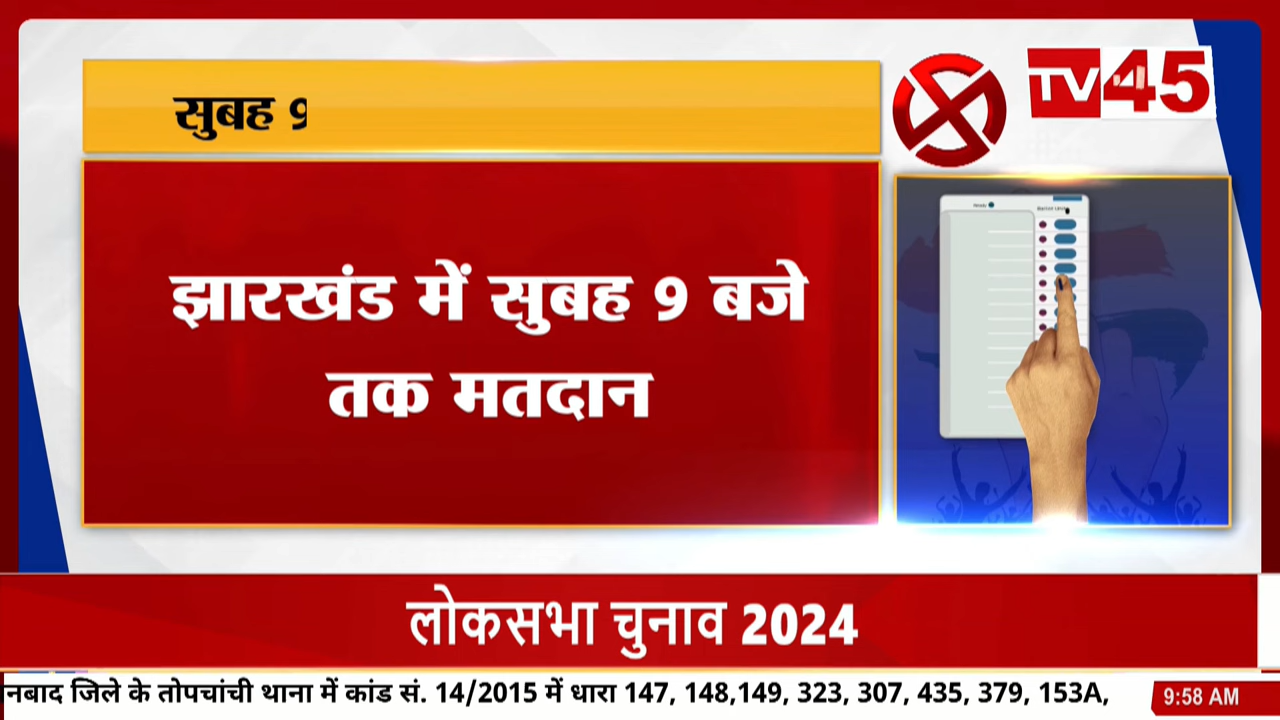 सुबह 9
TV45
झारखंड में सुबह 9 बजे
तक मतदान
लोकसभा चुनाव 2024
नबाद जिले के तोपचांची थाना में कांड सं. 14/2015 में धारा 147, 148,149, 323, 307, 435, 379, 153A,
9:58 AM